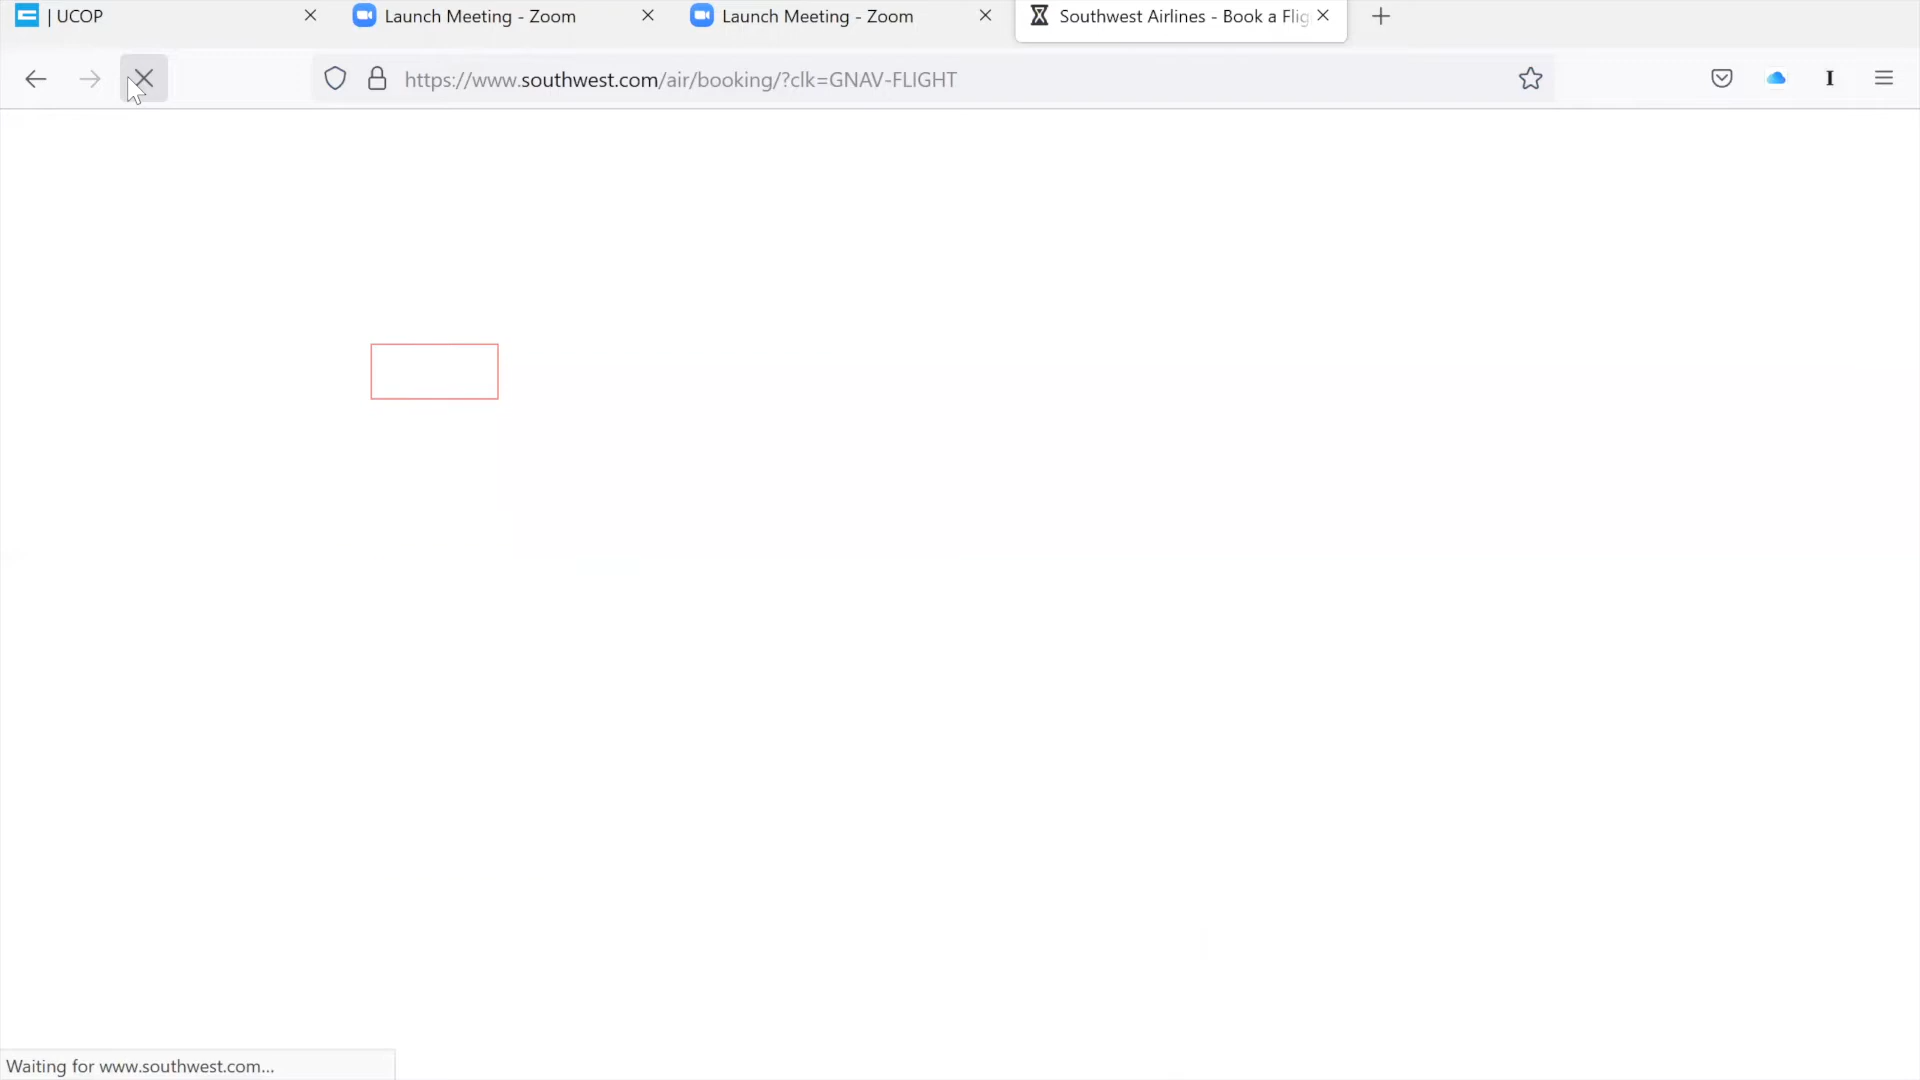 | UCOP
Launch Meeting - Zoom
Launch Meeting - Zoom
Southwest Airlines - Book a Flig
https://www.southwest.com/air/booking/?clk=GNAV-FLIGHT
Waiting for www.southwest.com...